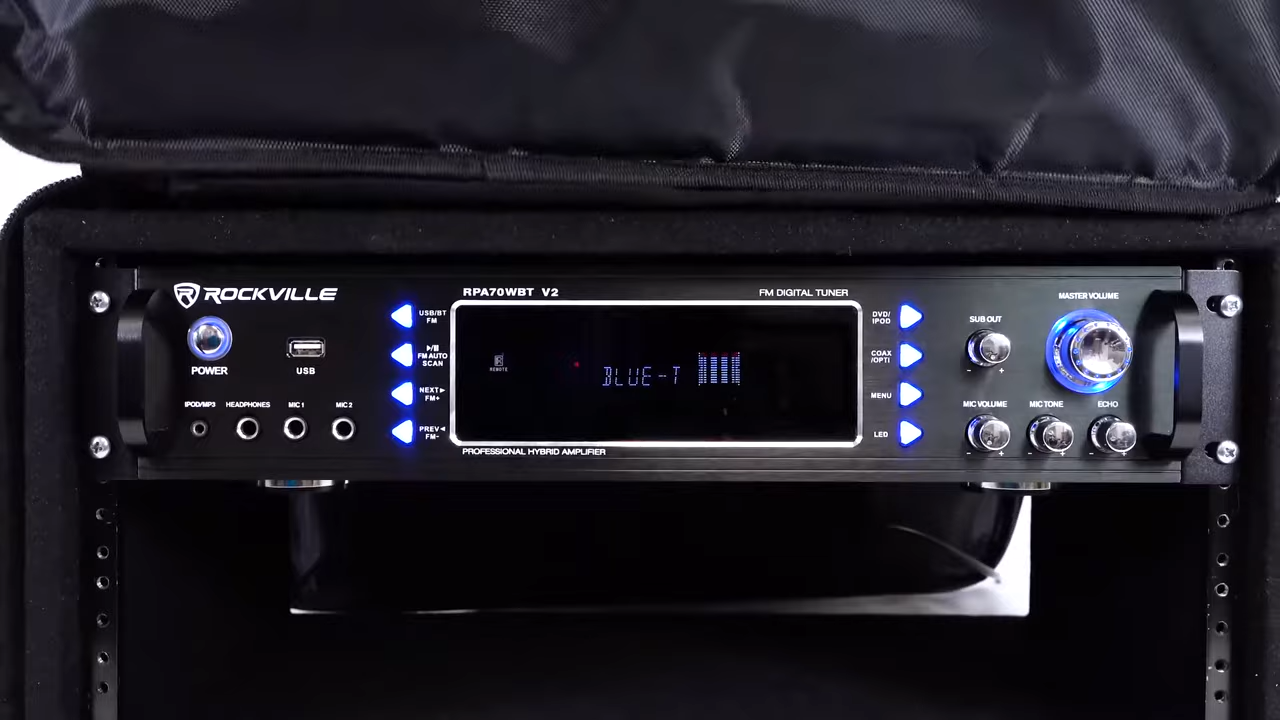 ROCKVILLE
RPA70WBT V2
FM DIGITAL TUNER
MASTER VOLUME
POWER
USB
USB/BT
FM
▶/II
FM AUTO
SCAN
NEXT▶
FM+
PREV◀
FM-
REMOTE
BLUE-T
DVD/
IPOD
COAX
/OPTI
MENU
LED
SUB OUT
- +
IPOD/MP3
HEADPHONES
MIC 1
MIC 2
MIC VOLUME
MIC TONE
ECHO
- +
- +
- +
PROFESSIONAL HYBRID AMPLIFIER